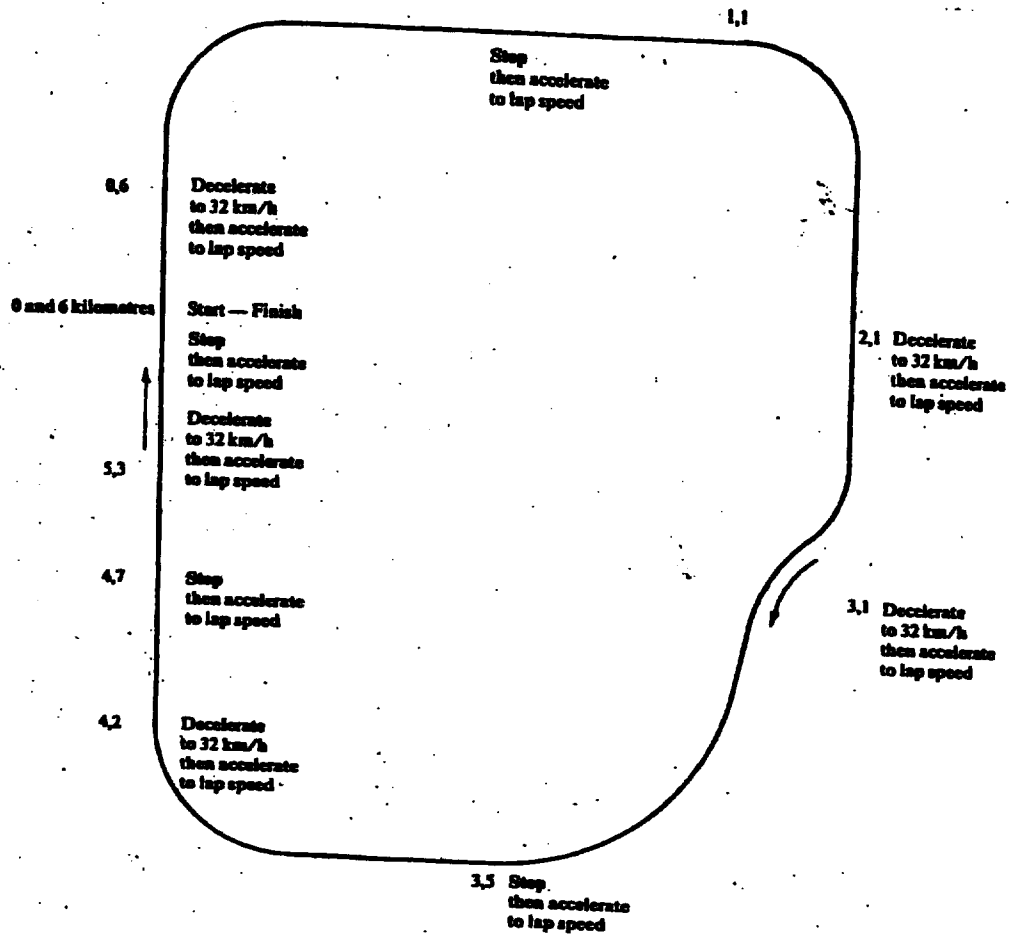 1,1
Stop
then accelerate
to lap speed
0,6
Decelerate
to 32 km/h
then accelerate
to lap speed
0 and 6 kilometres
Start — Finish
Stop
then accelerate
to lap speed
2,1
Decelerate
to 32 km/h
then accelerate
to lap speed
Decelerate
to 32 km/h
then accelerate
to lap speed
5,3
4,7
Stop
then accelerate
to lap speed
3,1
Decelerate
to 32 km/h
then accelerate
to lap speed
4,2
Decelerate
to 32 km/h
then accelerate
to lap speed
3,5
Stop
then accelerate
to lap speed